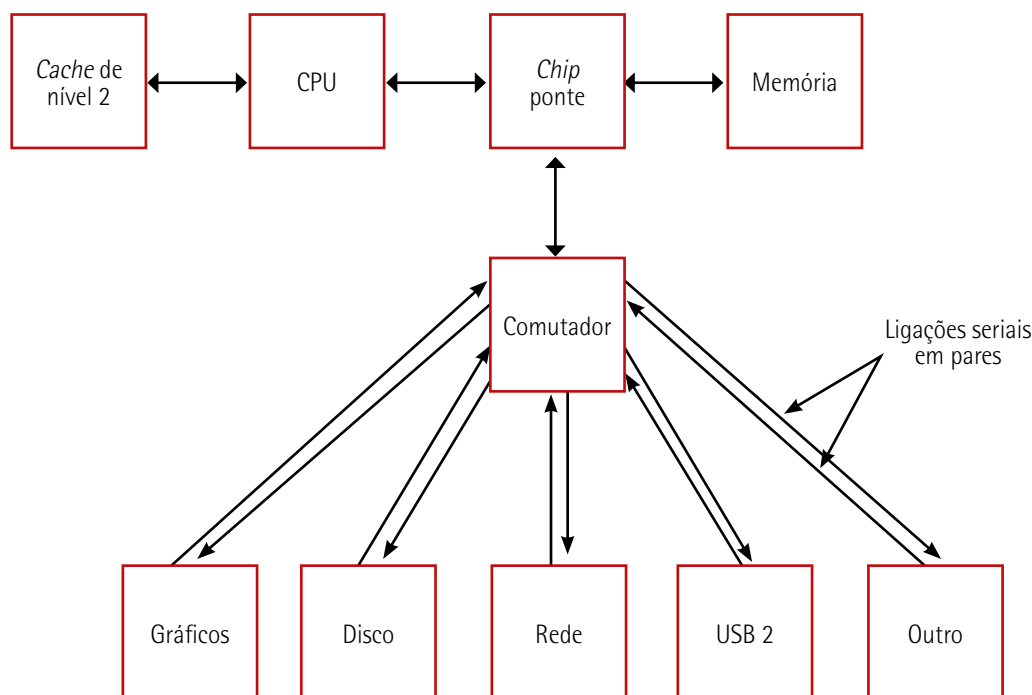 Cache de
nível 2
CPU
Chip
ponte
Memória
Comutador
Ligações seriais
em pares
Gráficos
Disco
Rede
USB 2
Outro